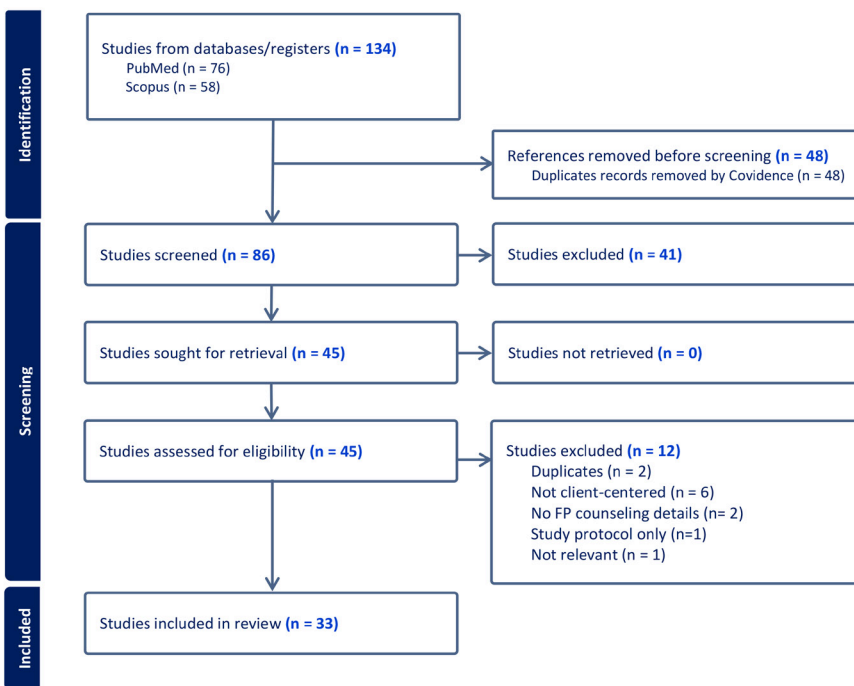 Identification
Studies from databases/registers (n = 134)
PubMed (n = 76)
Scopus (n = 58)
References removed before screening (n = 48)
Duplicates records removed by Covidence (n = 48)
Screening
Studies screened (n = 86)
Studies excluded (n = 41)
Studies sought for retrieval (n = 45)
Studies not retrieved (n = 0)
Studies assessed for eligibility (n = 45)
Studies excluded (n = 12)
Duplicates (n = 2)
Not client-centered (n = 6)
No FP counseling details (n= 2)
Study protocol only (n=1)
Not relevant (n = 1)
Included
Studies included in review (n = 33)